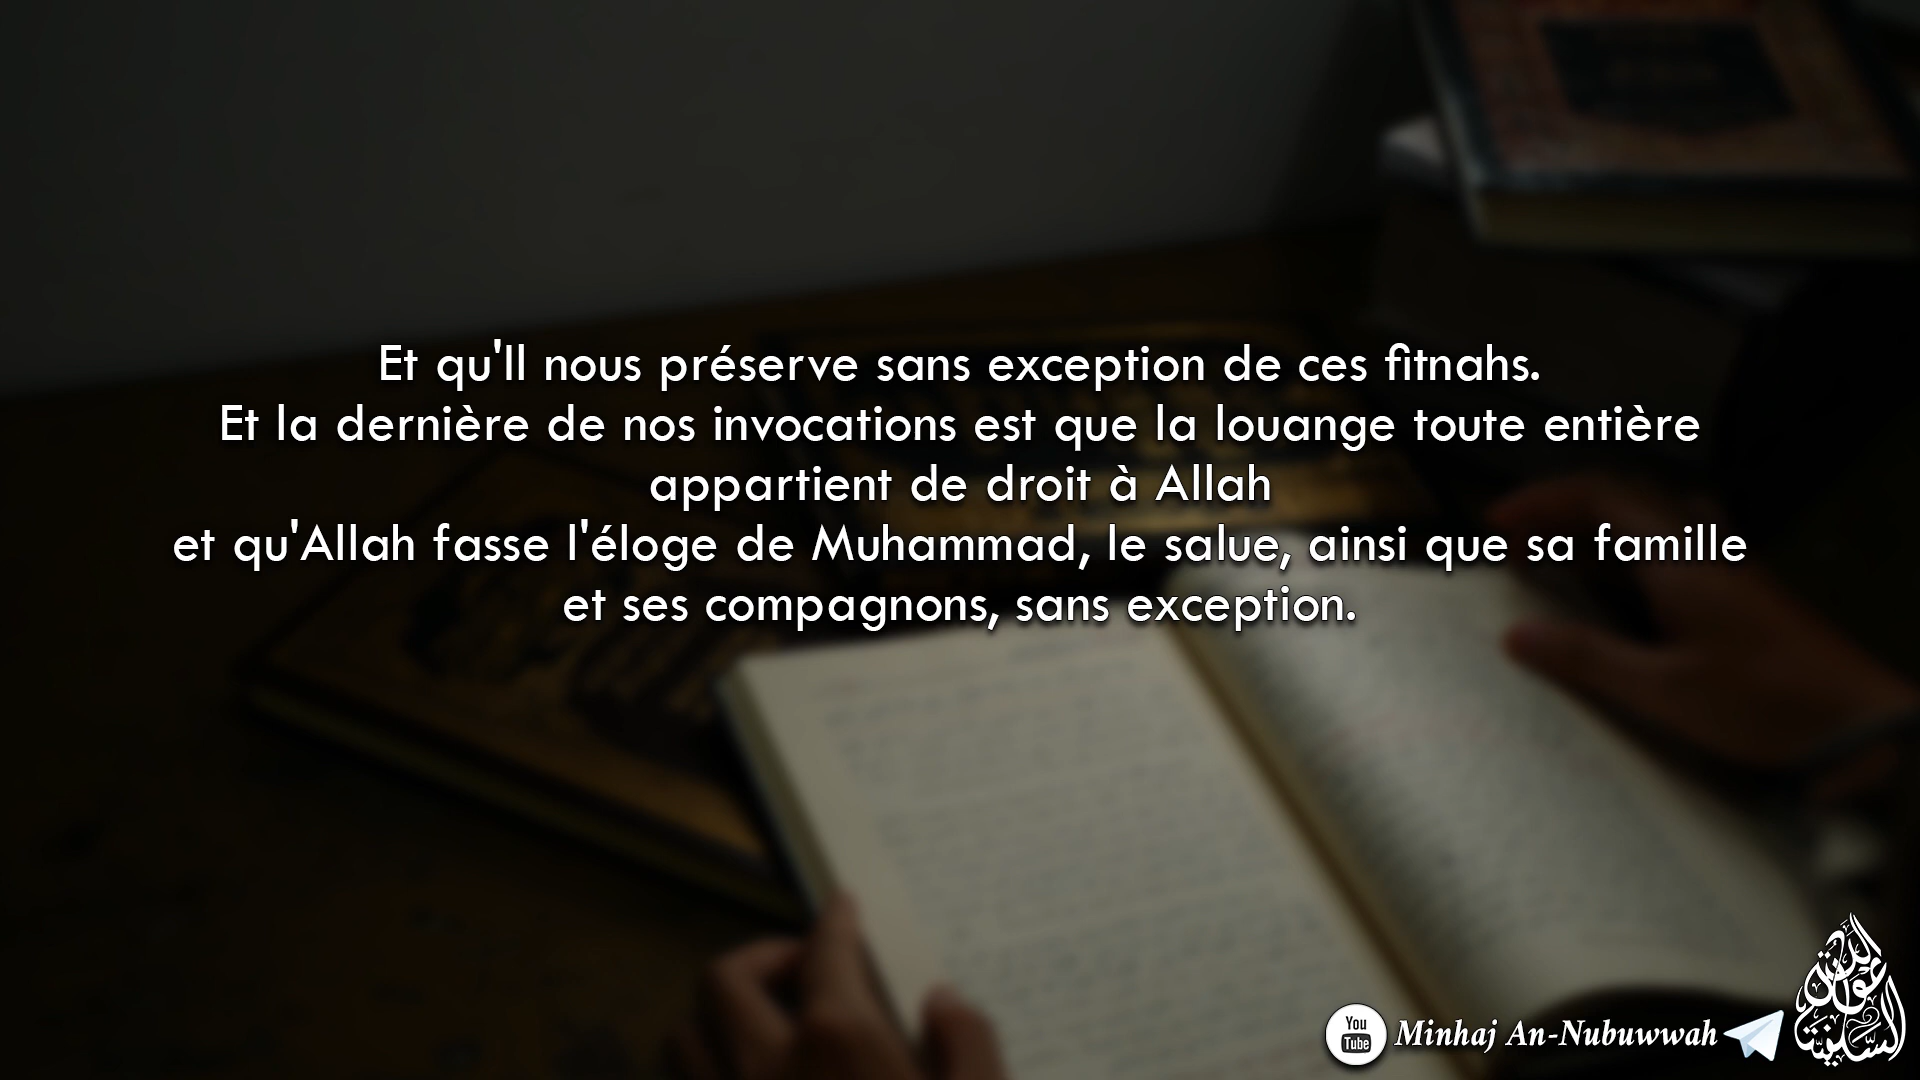 Et qu'Il nous préserve sans exception de ces fitnahs.
Et la dernière de nos invocations est que la louange toute entière
appartient de droit à Allah
et qu'Allah fasse l'éloge de Muhammad, le salue, ainsi que sa famille
et ses compagnons, sans exception.
You
Tube
Minhaj An-Nubuwwah